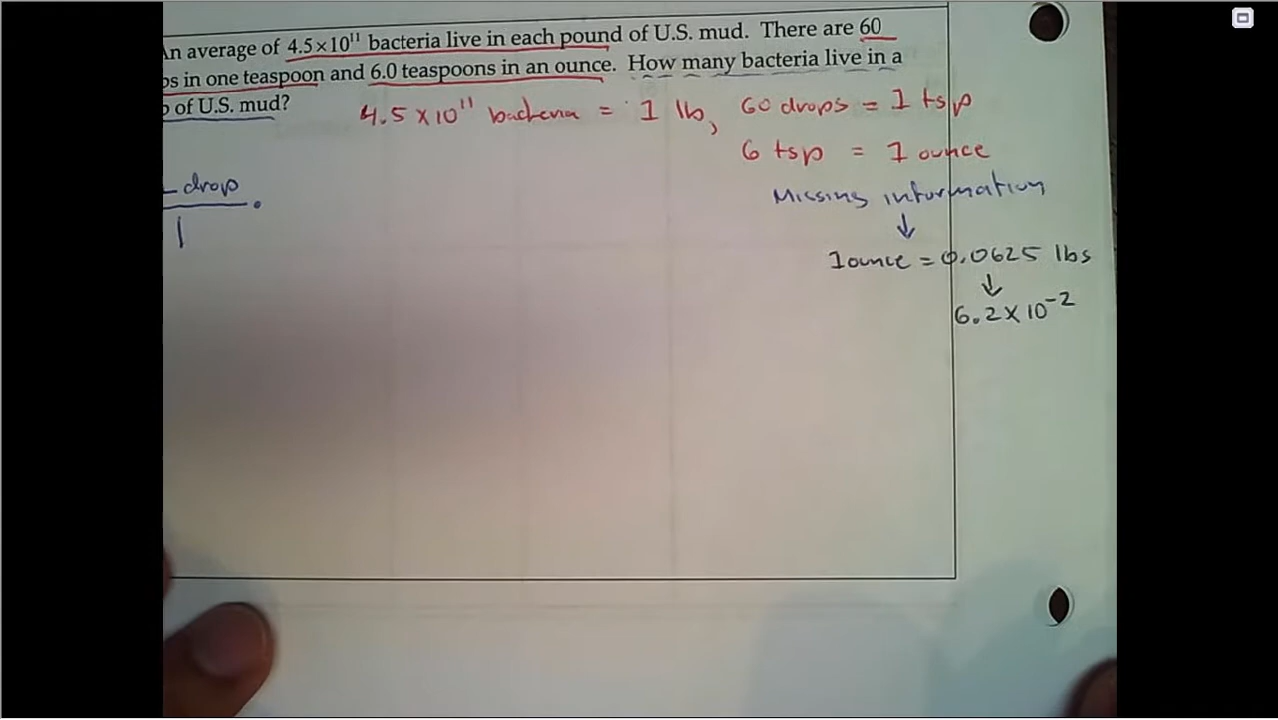 An average of 4.5×10¹¹ bacteria live in each pound of U.S. mud. There are 60
ps in one teaspoon and 6.0 teaspoons in an ounce. How many bacteria live in a
p of U.S. mud?
4.5 × 10¹¹ bacteria = 1 lb, 60 drops = 1 tsp
6 tsp = 1 ounce
Missing information
↓
1 ounce = 0.0625 lbs
↓
6.2 × 10⁻²
drop .
1